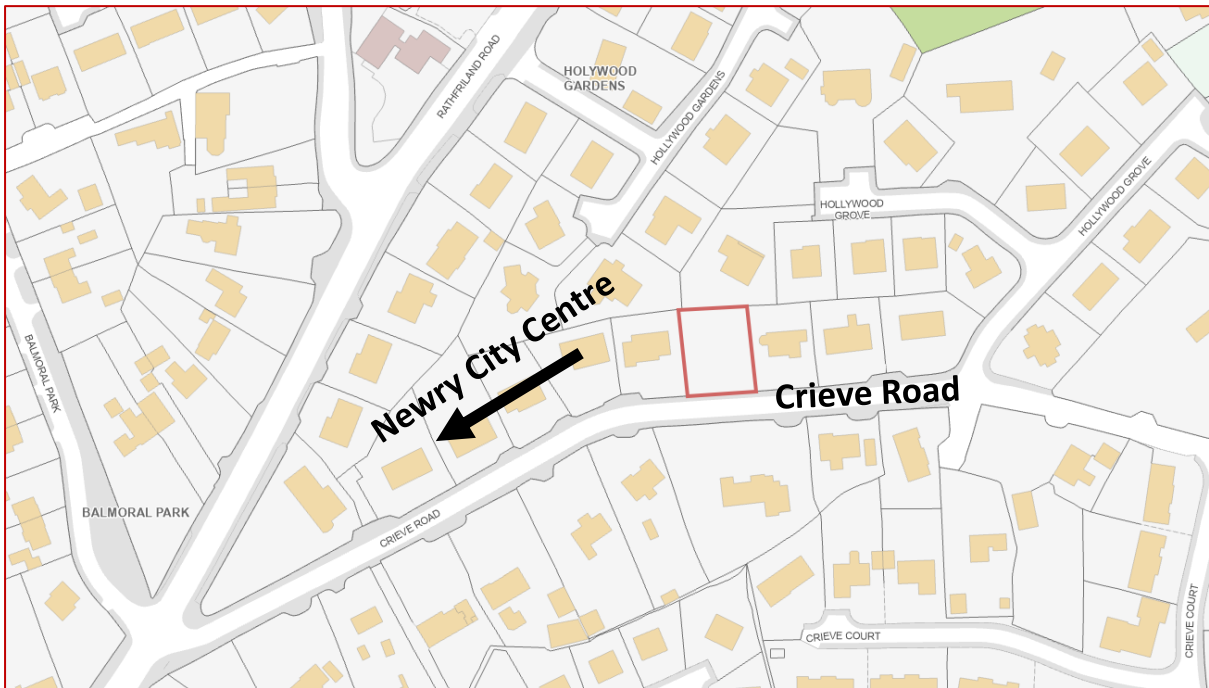 RATHFRILAND ROAD
HOLYWOOD
GARDENS
HOLLYWOOD GARDENS
HOLLYWOOD
GROVE
HOLLYWOOD GROVE
Newry City Centre
Crieve Road
BALMORAL PARK
BALMORAL PARK
CRIEVE ROAD
CRIEVE COURT
CRIEVE COURT